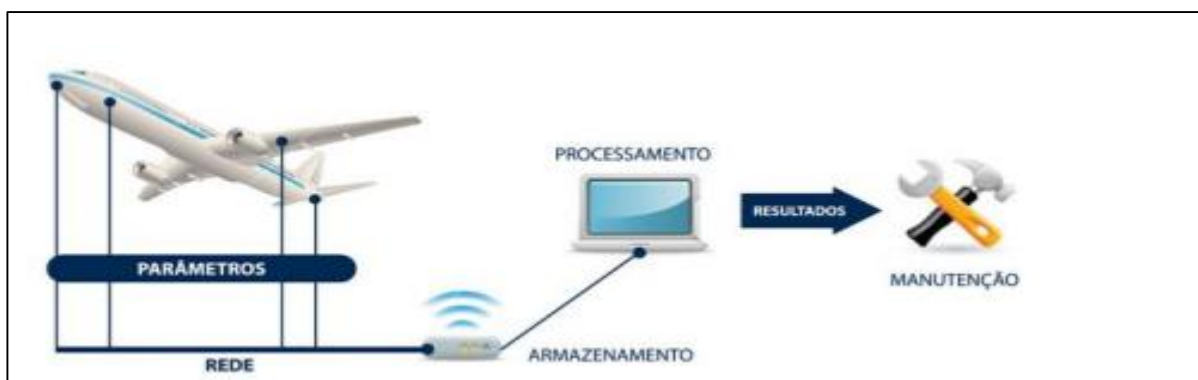 PROCESSAMENTO
RESULTADOS
PARÂMETROS
MANUTENÇÃO
ARMAZENAMENTO
REDE